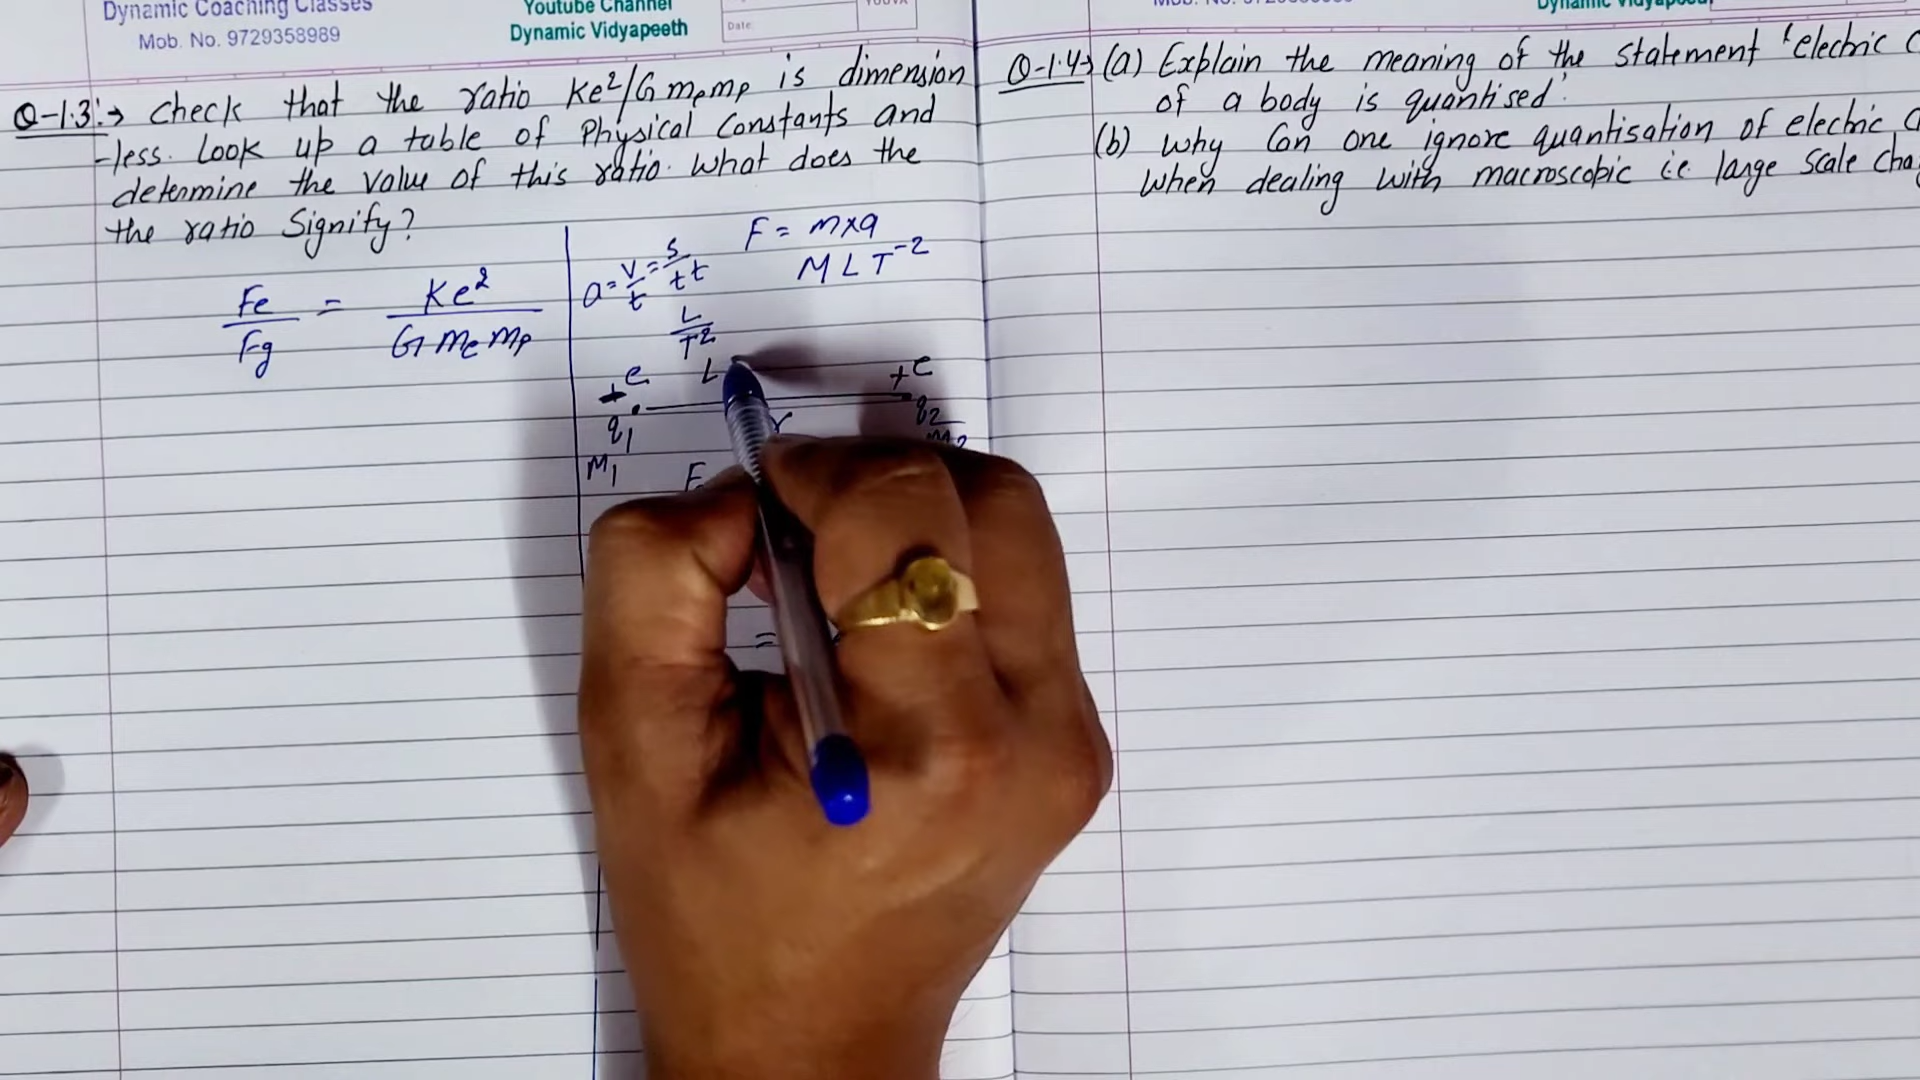 Dynamic Coaching Classes
Mob. No. 9729358989
Youtube Channel
Dynamic Vidyapeeth
Date:
YOUVA
Q-1.3:→ Check that the ratio Ke²/G memp is dimension
-less. Look up a table of Physical Constants and
determine the value of this ratio. What does the
the ratio Signify?
Fe/Fg = Ke²/G me mp
F = m×a
M L T⁻²
a = v/t = s/t t
L/T²
L
+ e
+ e
q1
r
q2
M1
m2
F
=
Q-1.4→ (a) Explain the meaning of the statement 'electric
of a body is quantised'.
(b) Why Can one ignore quantisation of electric
When dealing with macroscopic i.e. large Scale
Dynamic Vidyapeeth